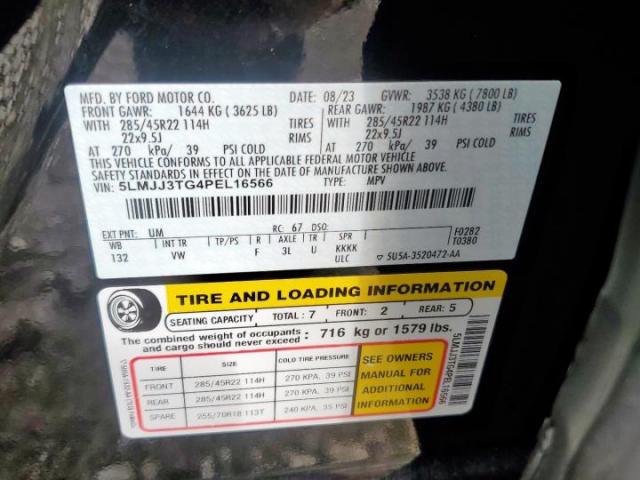 MFD. BY FORD MOTOR CO.
DATE: 08/23 GVWR: 3538 KG ( 7800 LB)
FRONT GAWR: 1644 KG ( 3625 LB) REAR GAWR: 1987 KG ( 4380 LB)
WITH 285/45R22 114H TIRES WITH 285/45R22 114H TIRES
22x9.5J RIMS 22x9.5J RIMS
AT 270 kPa/ 39 PSI COLD AT 270 kPa/ 39 PSI COLD
THIS VEHICLE CONFORMS TO ALL APPLICABLE FEDERAL MOTOR VEHICLE
SAFETY STANDARDS IN EFFECT ON THE DATE OF MANUFACTURE SHOWN ABOVE.
VIN: 5LMJJ3TG4PEL16566 TYPE: MPV
EXT PNT: UM RC: 67 DSO: F0282
WB INT TR TP/PS R AXLE TR SPR T0380
132 VW F 3L U KKKK
ULC 5U5A-3520472-AA
TIRE AND LOADING INFORMATION
SEATING CAPACITY TOTAL: 7 FRONT: 2 REAR: 5
The combined weight of occupants and cargo should never exceed : 716 kg or 1579 lbs.
TIRE SIZE COLD TIRE PRESSURE
FRONT 285/45R22 114H 270 KPA, 39 PSI
REAR 285/45R22 114H 270 KPA, 39 PSI
SPARE 255/70R18 113T 240 KPA, 35 PSI
SEE OWNERS
MANUAL FOR
ADDITIONAL
INFORMATION
5LMJJ3TG4PEL16566